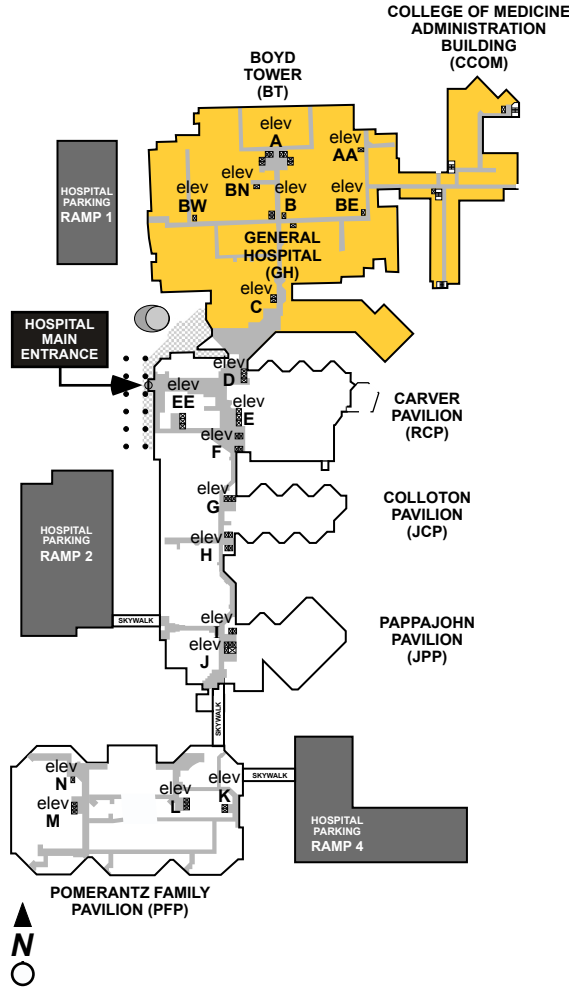 COLLEGE OF MEDICINE
ADMINISTRATION
BUILDING
(CCOM)
BOYD
TOWER
(BT)
elev
A
elev
AA
HOSPITAL
PARKING
RAMP 1
elev
BW
elev
BN
elev
B
elev
BE
GENERAL
HOSPITAL
(GH)
elev
C
HOSPITAL
MAIN
ENTRANCE
elev
D
elev
EE
elev
E
elev
F
CARVER
PAVILION
(RCP)
elev
G
COLLOTON
PAVILION
(JCP)
HOSPITAL
PARKING
RAMP 2
elev
H
SKYWALK
elev
I
elev
J
PAPPAJOHN
PAVILION
(JPP)
SKYWALK
elev
N
elev
M
elev
L
elev
K
SKYWALK
HOSPITAL
PARKING
RAMP 4
POMERANTZ FAMILY
PAVILION (PFP)
N